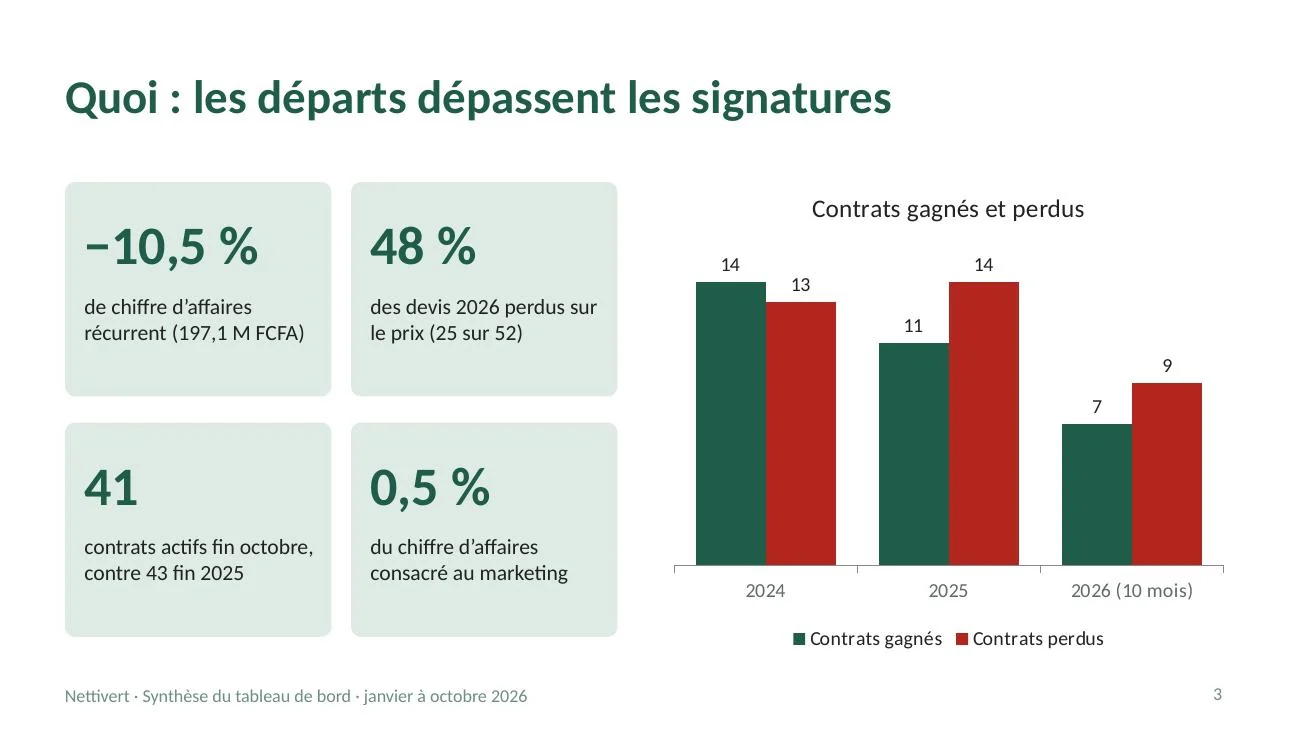 Quoi : les départs dépassent les signatures
−10,5 %
de chiffre d’affaires
récurrent (197,1 M FCFA)
48 %
des devis 2026 perdus sur
le prix (25 sur 52)
41
contrats actifs fin octobre,
contre 43 fin 2025
0,5 %
du chiffre d’affaires
consacré au marketing
Contrats gagnés et perdus
14
13
11
14
7
9
2024
2025
2026 (10 mois)
Contrats gagnés
Contrats perdus
Nettivert · Synthèse du tableau de bord · janvier à octobre 2026
3